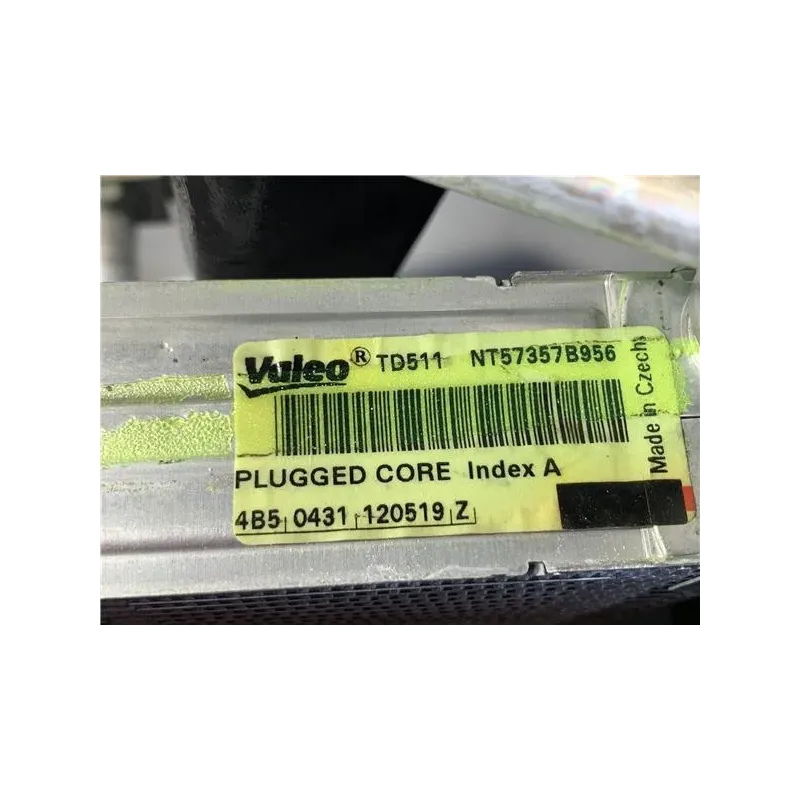 Valeo® TD511 NT57357B956
PLUGGED CORE Index A
4B5 0431 120519 Z
Made in Czech